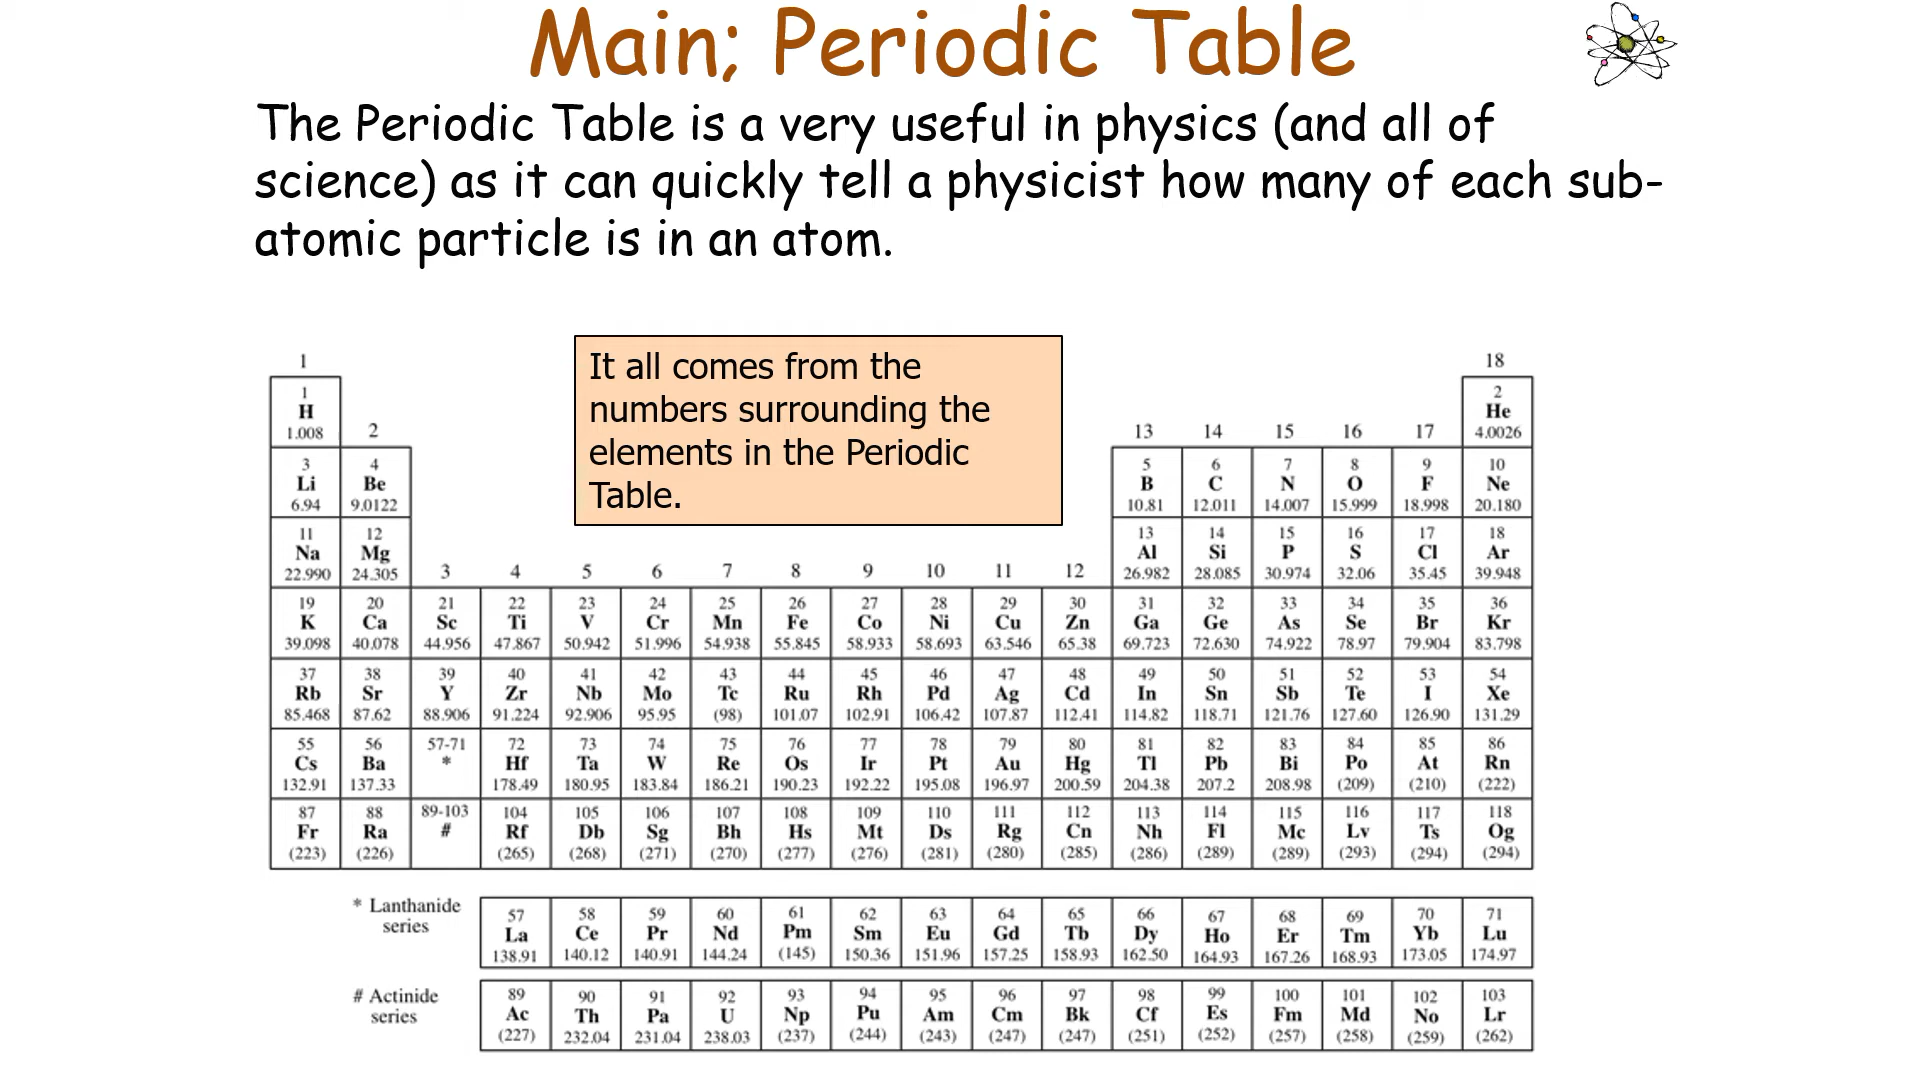 Main; Periodic Table
The Periodic Table is a very useful in physics (and all of
science) as it can quickly tell a physicist how many of each sub-
atomic particle is in an atom.
It all comes from the
numbers surrounding the
elements in the Periodic
Table.
1 18
1 2
H He
1.008 2 13 14 15 16 17 4.0026
3 4 5 6 7 8 9 10
Li Be B C N O F Ne
6.94 9.0122 10.81 12.011 14.007 15.999 18.998 20.180
11 12 13 14 15 16 17 18
Na Mg Al Si P S Cl Ar
22.990 24.305 3 4 5 6 7 8 9 10 11 12 26.982 28.085 30.974 32.06 35.45 39.948
19 20 21 22 23 24 25 26 27 28 29 30 31 32 33 34 35 36
K Ca Sc Ti V Cr Mn Fe Co Ni Cu Zn Ga Ge As Se Br Kr
39.098 40.078 44.956 47.867 50.942 51.996 54.938 55.845 58.933 58.693 63.546 65.38 69.723 72.630 74.922 78.97 79.904 83.798
37 38 39 40 41 42 43 44 45 46 47 48 49 50 51 52 53 54
Rb Sr Y Zr Nb Mo Tc Ru Rh Pd Ag Cd In Sn Sb Te I Xe
85.468 87.62 88.906 91.224 92.906 95.95 (98) 101.07 102.91 106.42 107.87 112.41 114.82 118.71 121.76 127.60 126.90 131.29
55 56 57-71 72 73 74 75 76 77 78 79 80 81 82 83 84 85 86
Cs Ba * Hf Ta W Re Os Ir Pt Au Hg Tl Pb Bi Po At Rn
132.91 137.33 178.49 180.95 183.84 186.21 190.23 192.22 195.08 196.97 200.59 204.38 207.2 208.98 (209) (210) (222)
87 88 89-103 104 105 106 107 108 109 110 111 112 113 114 115 116 117 118
Fr Ra # Rf Db Sg Bh Hs Mt Ds Rg Cn Nh Fl Mc Lv Ts Og
(223) (226) (265) (268) (271) (270) (277) (276) (281) (280) (285) (286) (289) (289) (293) (294) (294)
* Lanthanide
series
57 58 59 60 61 62 63 64 65 66 67 68 69 70 71
La Ce Pr Nd Pm Sm Eu Gd Tb Dy Ho Er Tm Yb Lu
138.91 140.12 140.91 144.24 (145) 150.36 151.96 157.25 158.93 162.50 164.93 167.26 168.93 173.05 174.97
# Actinide
series
89 90 91 92 93 94 95 96 97 98 99 100 101 102 103
Ac Th Pa U Np Pu Am Cm Bk Cf Es Fm Md No Lr
(227) 232.04 231.04 238.03 (237) (244) (243) (247) (247) (251) (252) (257) (258) (259) (262)